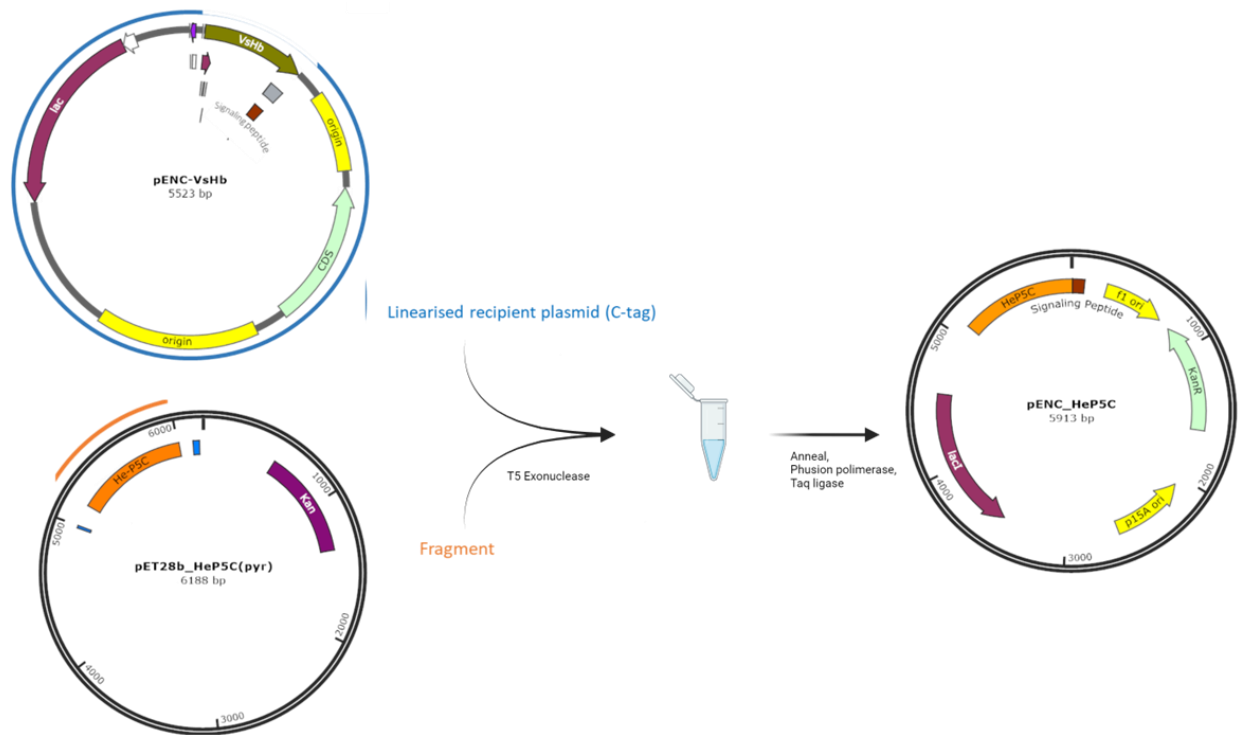 VsHb
lac
origin
Signaling peptide
pENC-VsHb
5523 bp
CDS
origin
Linearised recipient plasmid (C-tag)
T5 Exonuclease
Fragment
Anneal,
Phusion polimerase,
Taq ligase
6000
He-P5C
1000
Kan
5000
pET28b_HeP5C(pyr)
6188 bp
2000
4000
3000
HeP5C
f1 ori
Signaling Peptide
1000
5000
KanR
pENC_HeP5C
5913 bp
lacI
4000
p15A ori
2000
3000